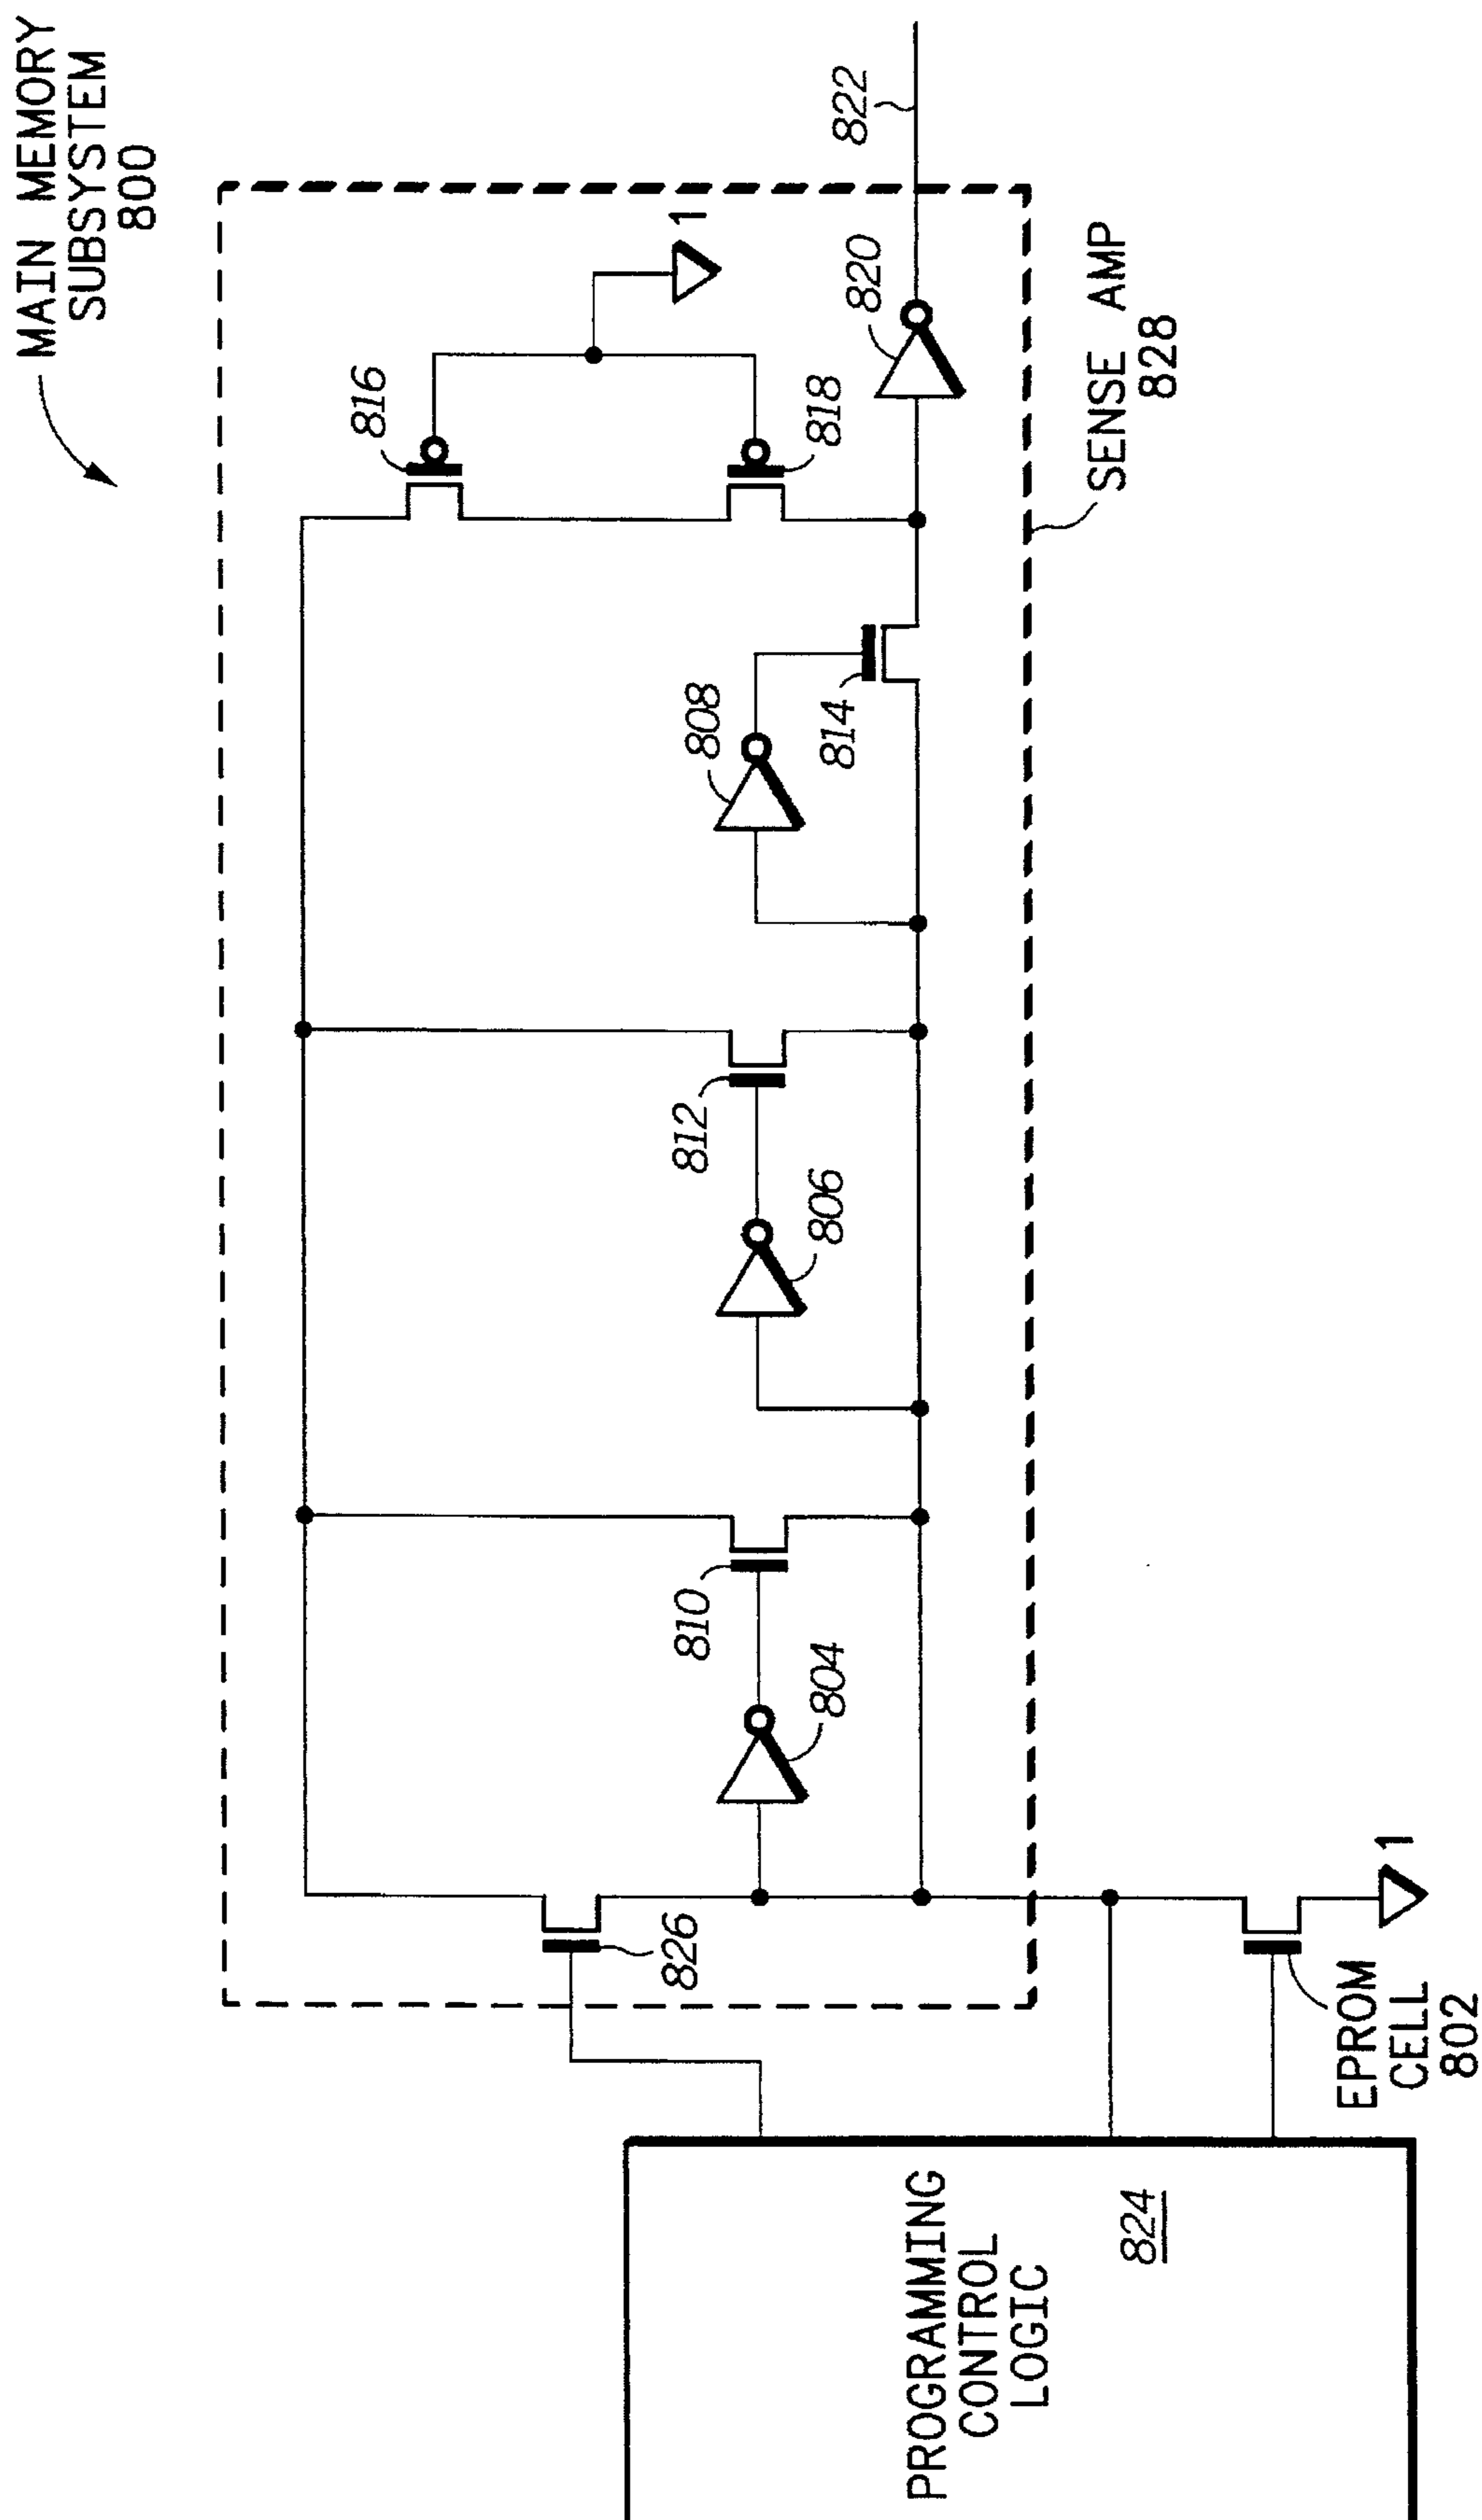 MAIN MEMORY
SUBSYSTEM
800
816
1
822
820
818
808
814
812
806
810
804
826
SENSE AMP
828
1
EPROM
CELL
802
PROGRAMMING
CONTROL
LOGIC
824